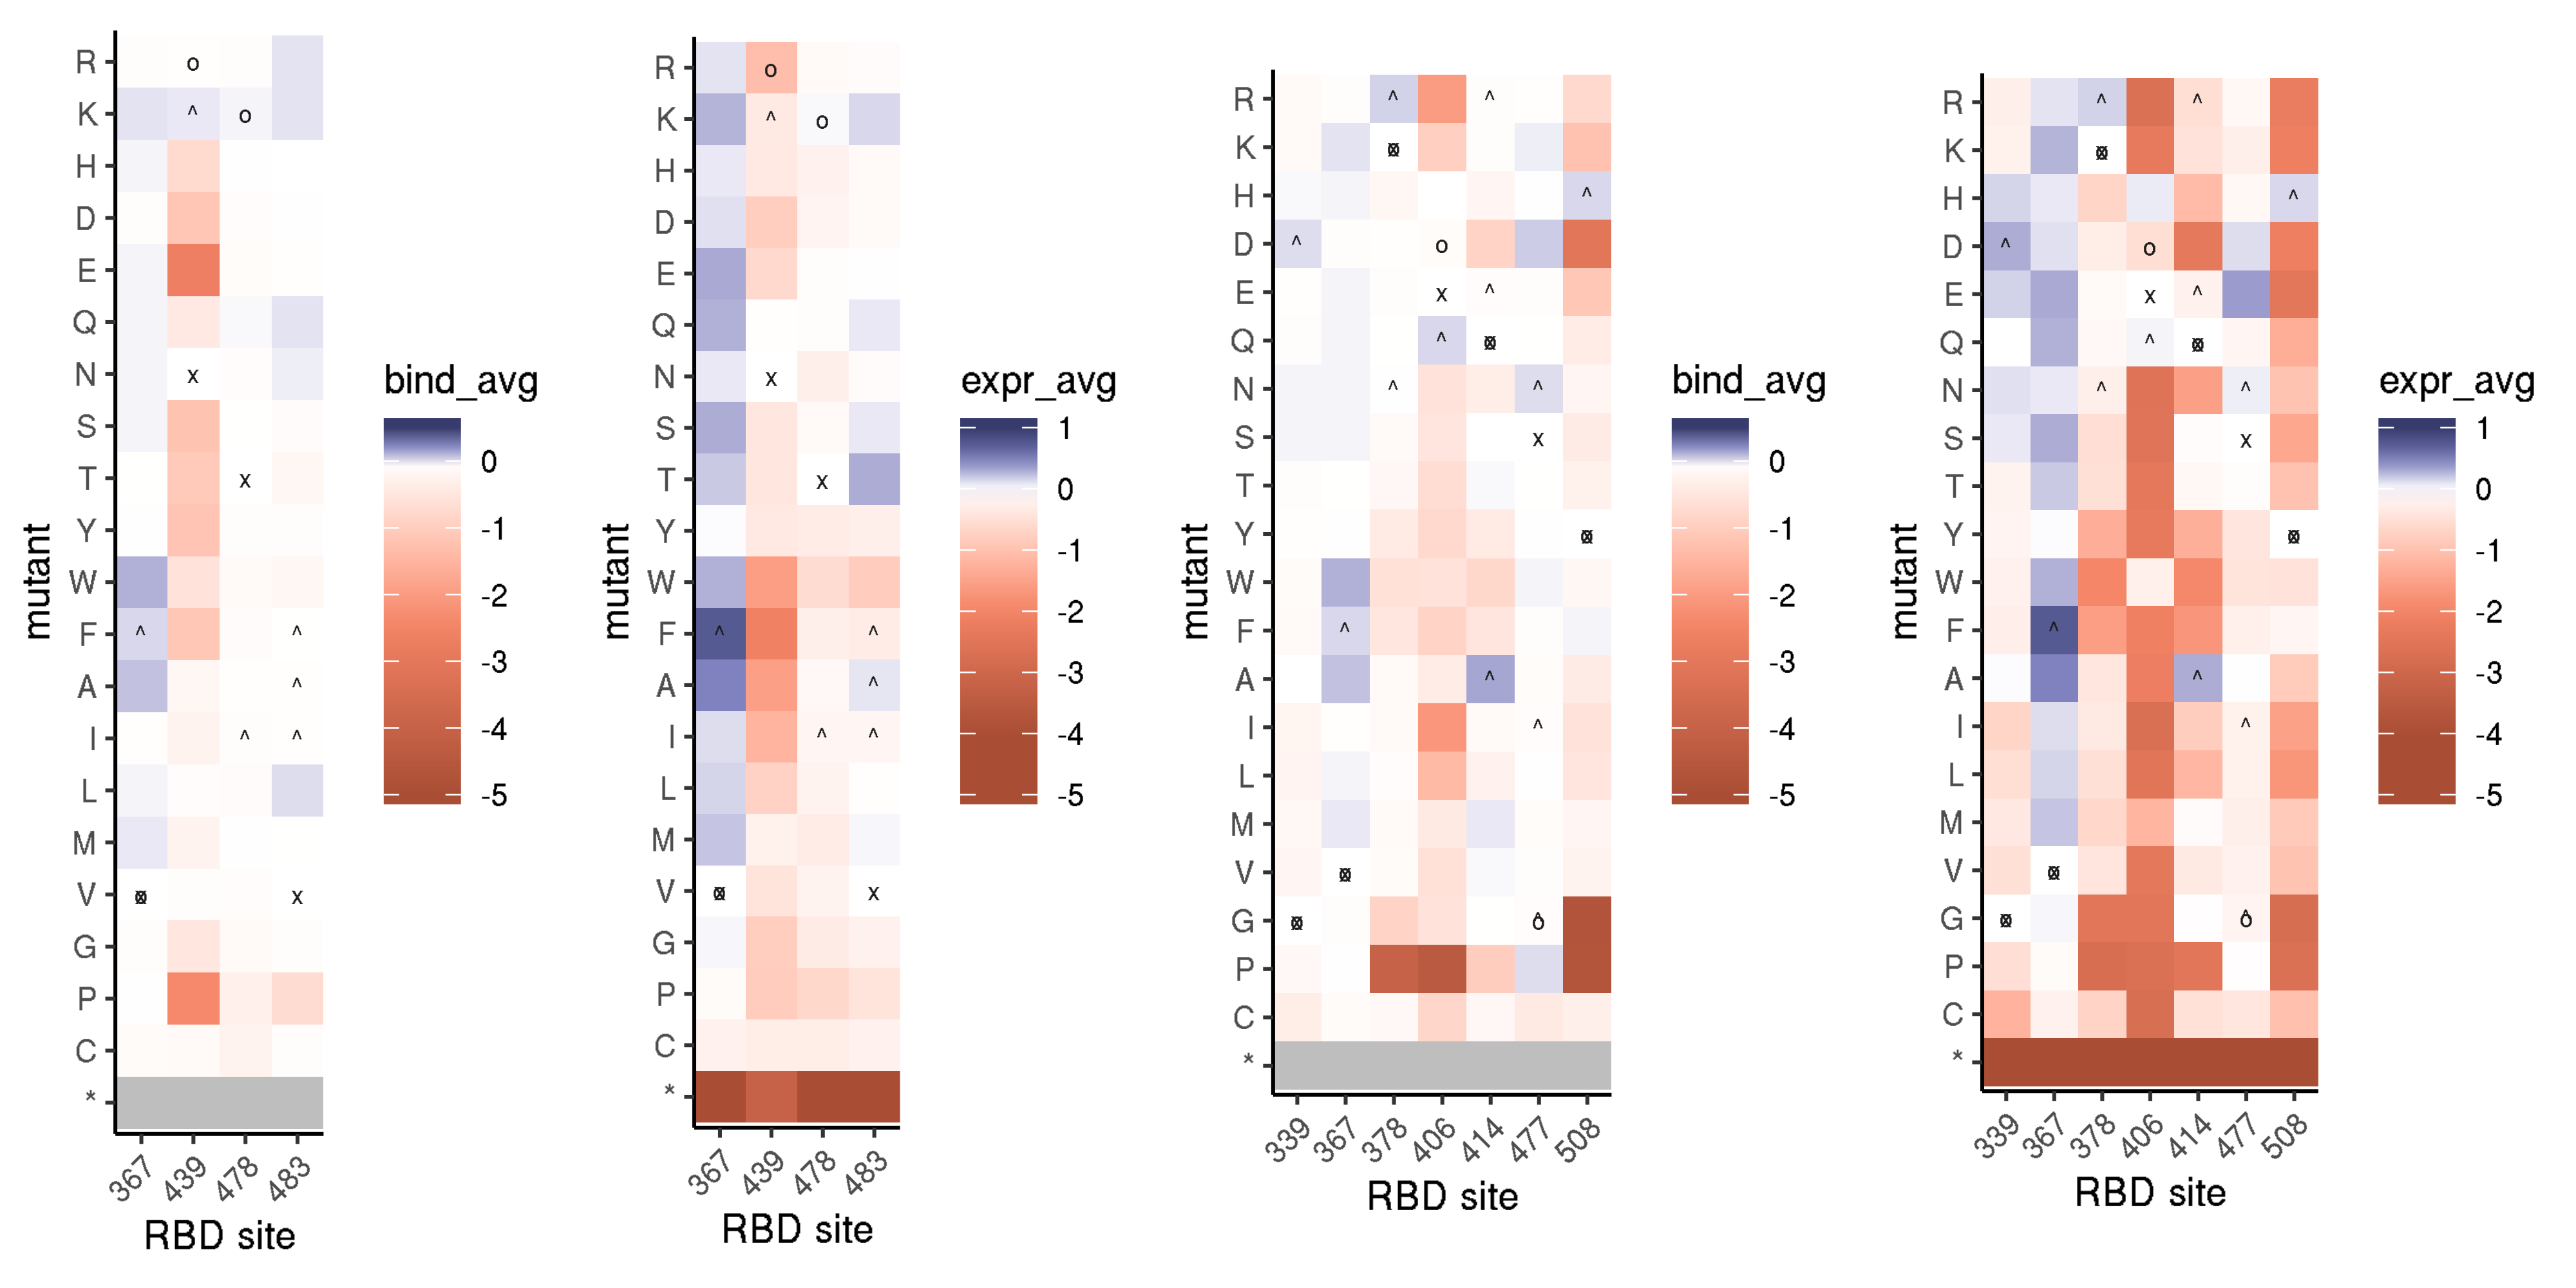 mutant
R
K
H
D
E
Q
N
S
T
Y
W
F
A
I
L
M
V
G
P
C
*
o
^ o
x
x
^ ^
^
^ ^
x
367 439 478 483
RBD site
bind_avg
0
-1
-2
-3
-4
-5
mutant
R
K
H
D
E
Q
N
S
T
Y
W
F
A
I
L
M
V
G
P
C
*
o
^ o
x
x
^ ^
^
^ ^
x
367 439 478 483
RBD site
expr_avg
1
0
-1
-2
-3
-4
-5
mutant
R
K
H
D
E
Q
N
S
T
Y
W
F
A
I
L
M
V
G
P
C
*
^ ^
^
^ o
x ^
^
^ ^
x
^
^
^
339 367 378 406 414 477 508
RBD site
bind_avg
0
-1
-2
-3
-4
-5
mutant
R
K
H
D
E
Q
N
S
T
Y
W
F
A
I
L
M
V
G
P
C
*
^ ^
^
^ o
x ^
^
^ ^
x
^
^
^
339 367 378 406 414 477 508
RBD site
expr_avg
1
0
-1
-2
-3
-4
-5